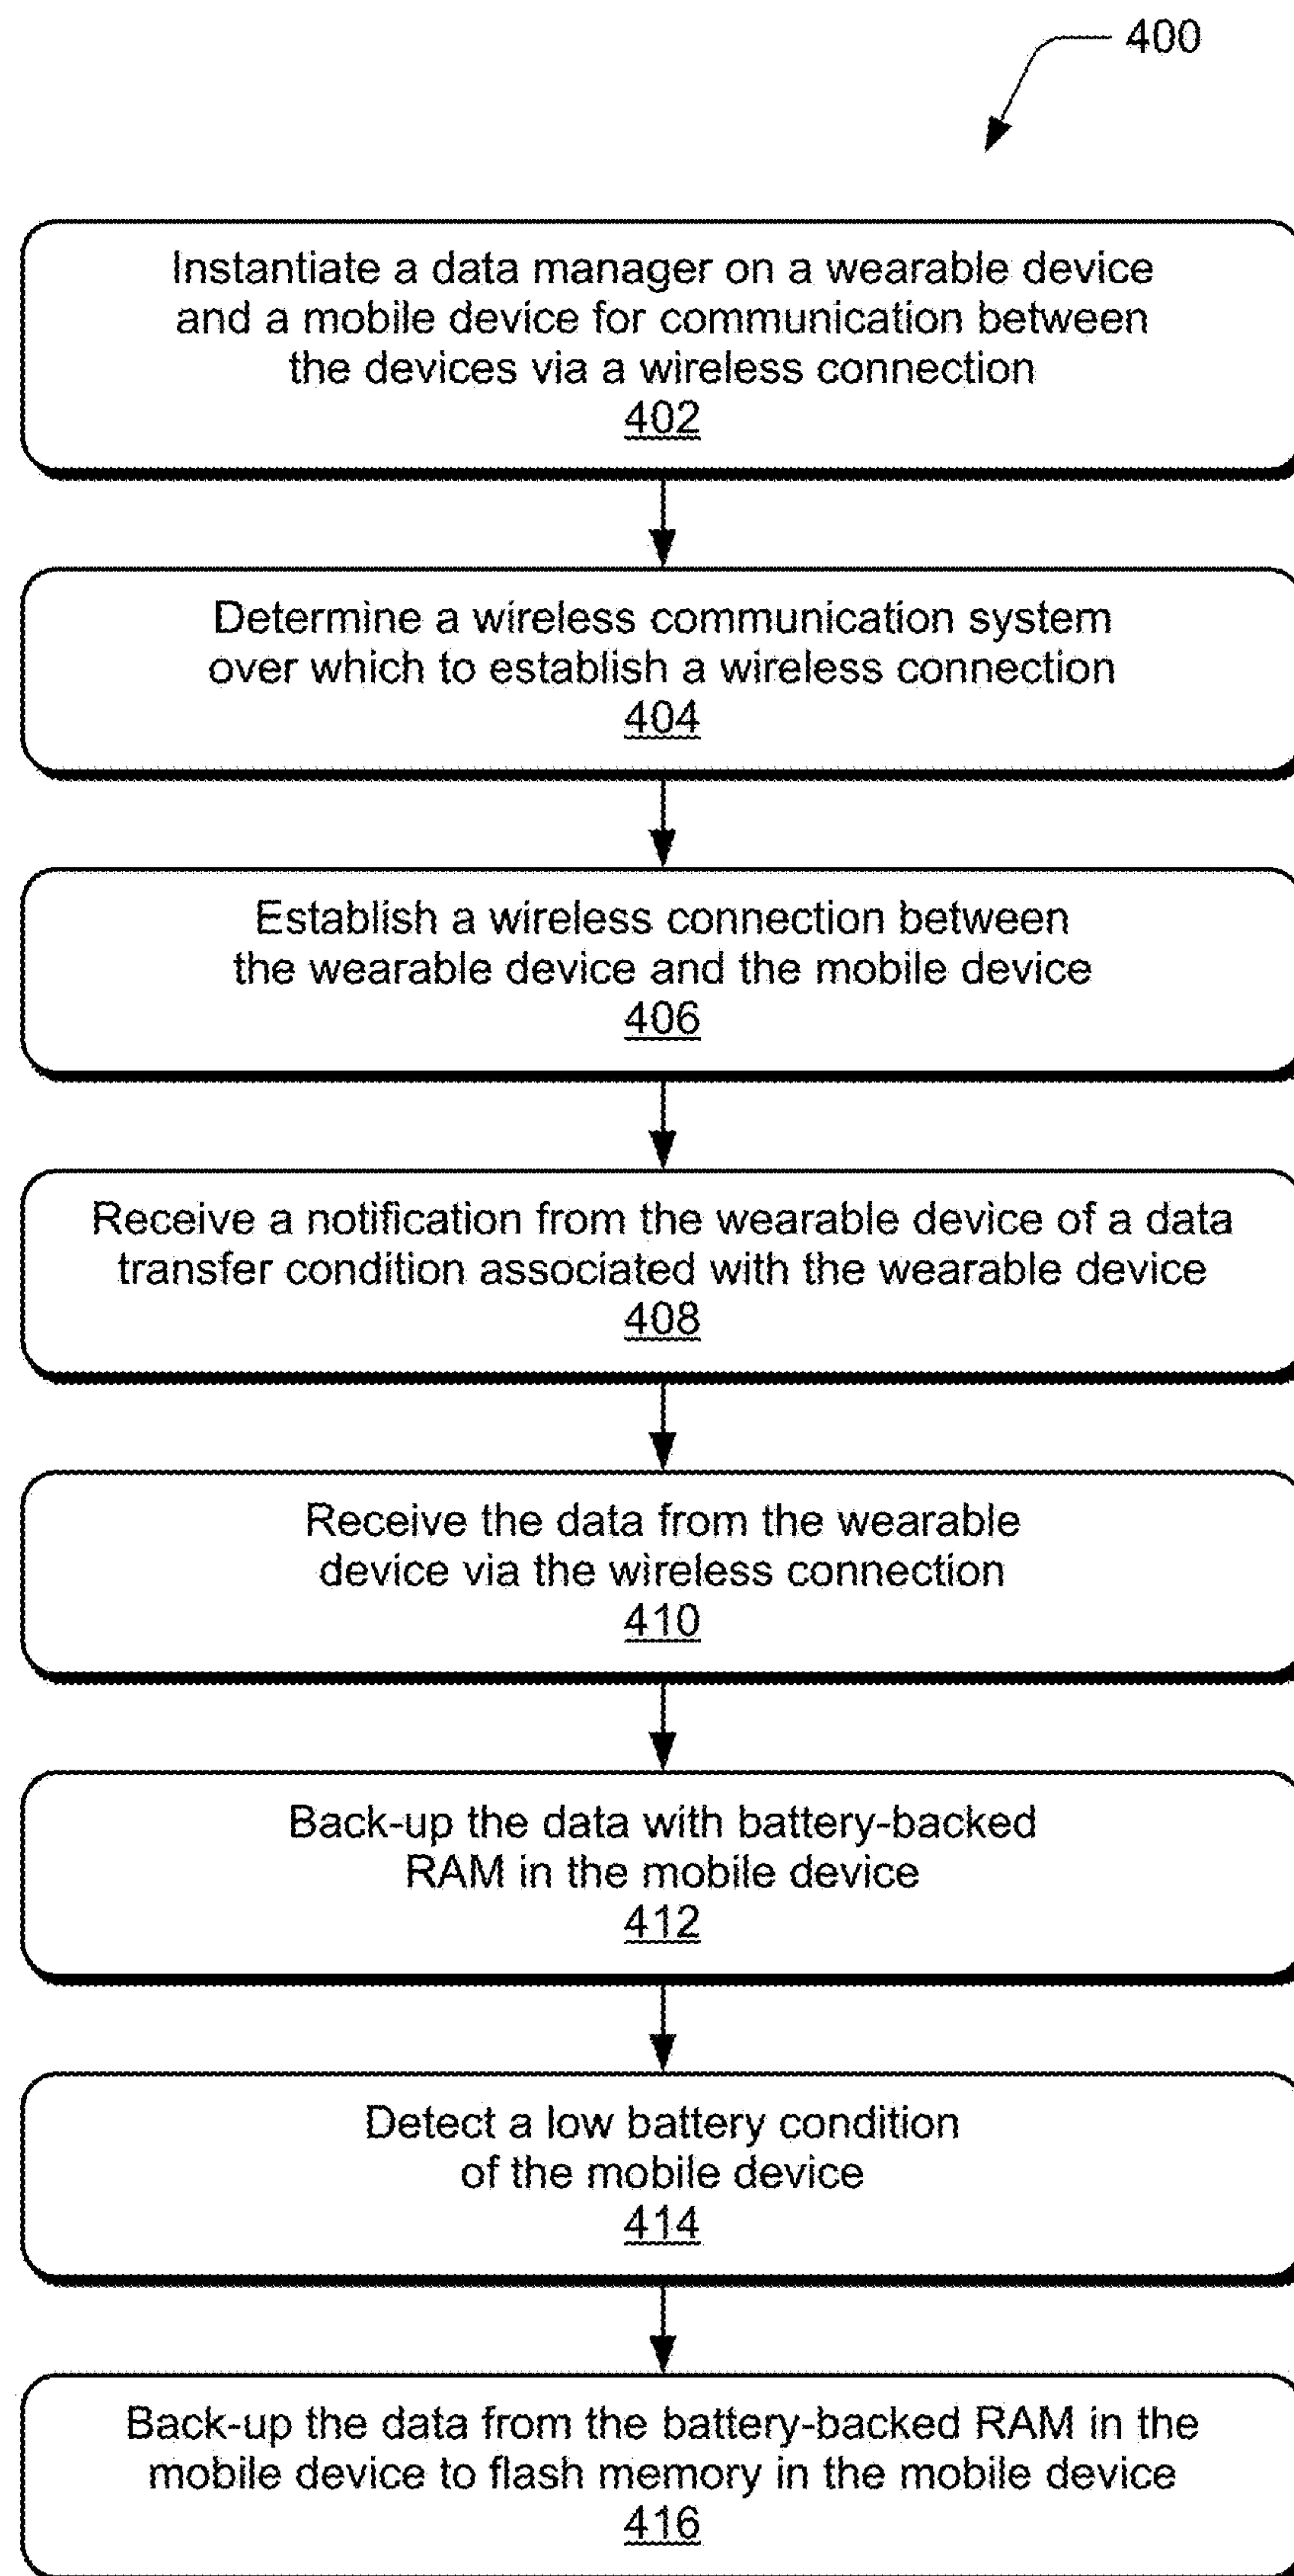 400
Instantiate a data manager on a wearable device
and a mobile device for communication between
the devices via a wireless connection
402
Determine a wireless communication system
over which to establish a wireless connection
404
Establish a wireless connection between
the wearable device and the mobile device
406
Receive a notification from the wearable device of a data
transfer condition associated with the wearable device
408
Receive the data from the wearable
device via the wireless connection
410
Back-up the data with battery-backed
RAM in the mobile device
412
Detect a low battery condition
of the mobile device
414
Back-up the data from the battery-backed RAM in the
mobile device to flash memory in the mobile device
416